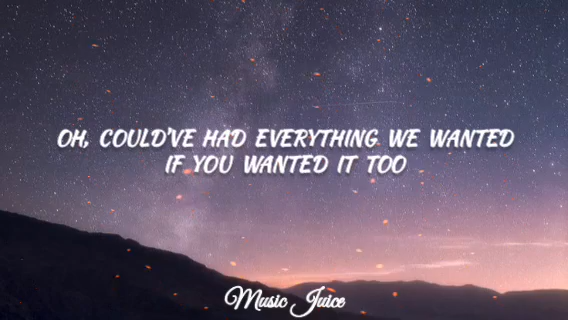 OH, COULD'VE HAD EVERYTHING WE WANTED
IF YOU WANTED IT TOO
Music Juice